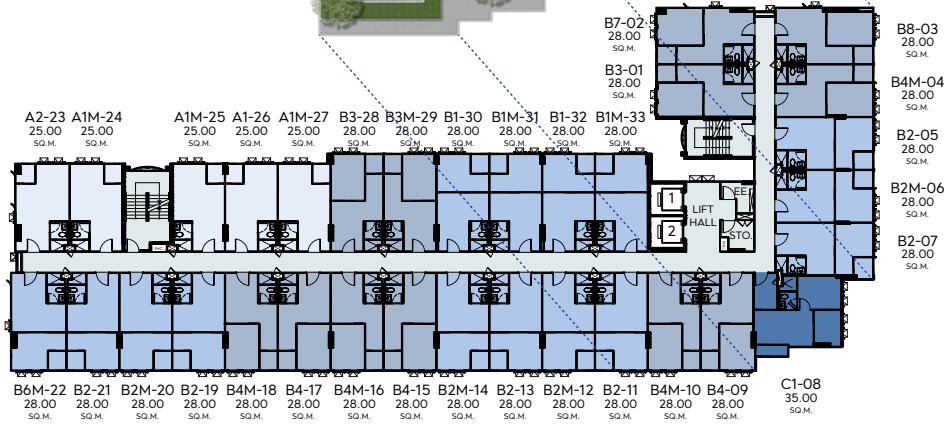 B7-02
28.00
SQ.M.
B3-01
28.00
SQ.M.
B8-03
28.00
SQ.M.
B4M-04
28.00
SQ.M.
B2-05
28.00
SQ.M.
B2M-06
28.00
SQ.M.
B2-07
28.00
SQ.M.
A2-23
25.00
SQ.M.
A1M-24
25.00
SQ.M.
A1M-25
25.00
SQ.M.
A1-26
25.00
SQ.M.
A1M-27
25.00
SQ.M.
B3-28
28.00
SQ.M.
B3M-29
28.00
SQ.M.
B1-30
28.00
SQ.M.
B1M-31
28.00
SQ.M.
B1-32
28.00
SQ.M.
B1M-33
28.00
SQ.M.
1
2
LIFT
HALL
EE.
STO.
B6M-22
28.00
SQ.M.
B2-21
28.00
SQ.M.
B2M-20
28.00
SQ.M.
B2-19
28.00
SQ.M.
B4M-18
28.00
SQ.M.
B4-17
28.00
SQ.M.
B4M-16
28.00
SQ.M.
B4-15
28.00
SQ.M.
B2M-14
28.00
SQ.M.
B2-13
28.00
SQ.M.
B2M-12
28.00
SQ.M.
B2-11
28.00
SQ.M.
B4M-10
28.00
SQ.M.
B4-09
28.00
SQ.M.
C1-08
35.00
SQ.M.